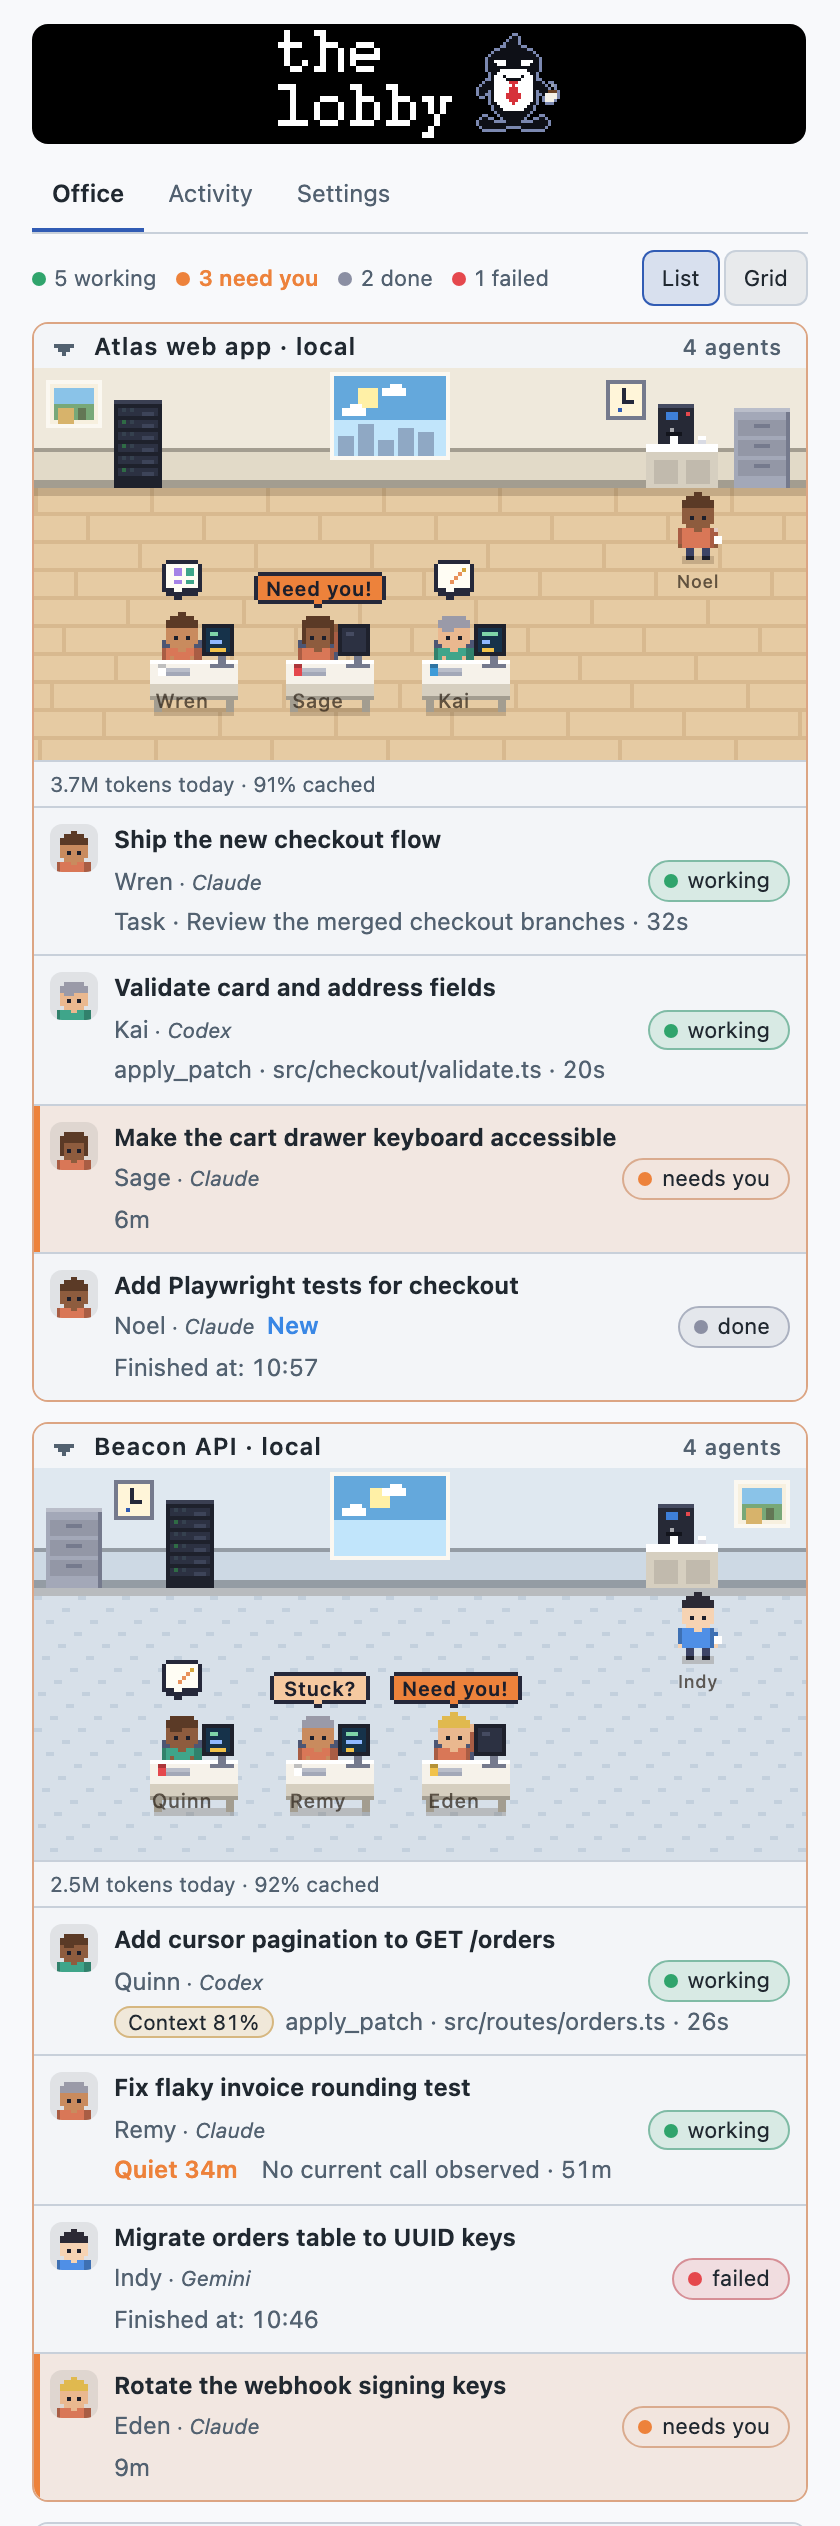 the
lobby
Office Activity Settings
5 working 3 need you 2 done 1 failed List Grid
Atlas web app · local 4 agents
Noel
Need you!
Wren Sage Kai
3.7M tokens today · 91% cached
Ship the new checkout flow
Wren · Claude working
Task · Review the merged checkout branches · 32s
Validate card and address fields
Kai · Codex working
apply_patch · src/checkout/validate.ts · 20s
Make the cart drawer keyboard accessible
Sage · Claude needs you
6m
Add Playwright tests for checkout
Noel · Claude New done
Finished at: 10:57
Beacon API · local 4 agents
Indy
Stuck? Need you!
Quinn Remy Eden
2.5M tokens today · 92% cached
Add cursor pagination to GET /orders
Quinn · Codex working
Context 81% apply_patch · src/routes/orders.ts · 26s
Fix flaky invoice rounding test
Remy · Claude working
Quiet 34m No current call observed · 51m
Migrate orders table to UUID keys
Indy · Gemini failed
Finished at: 10:46
Rotate the webhook signing keys
Eden · Claude needs you
9m